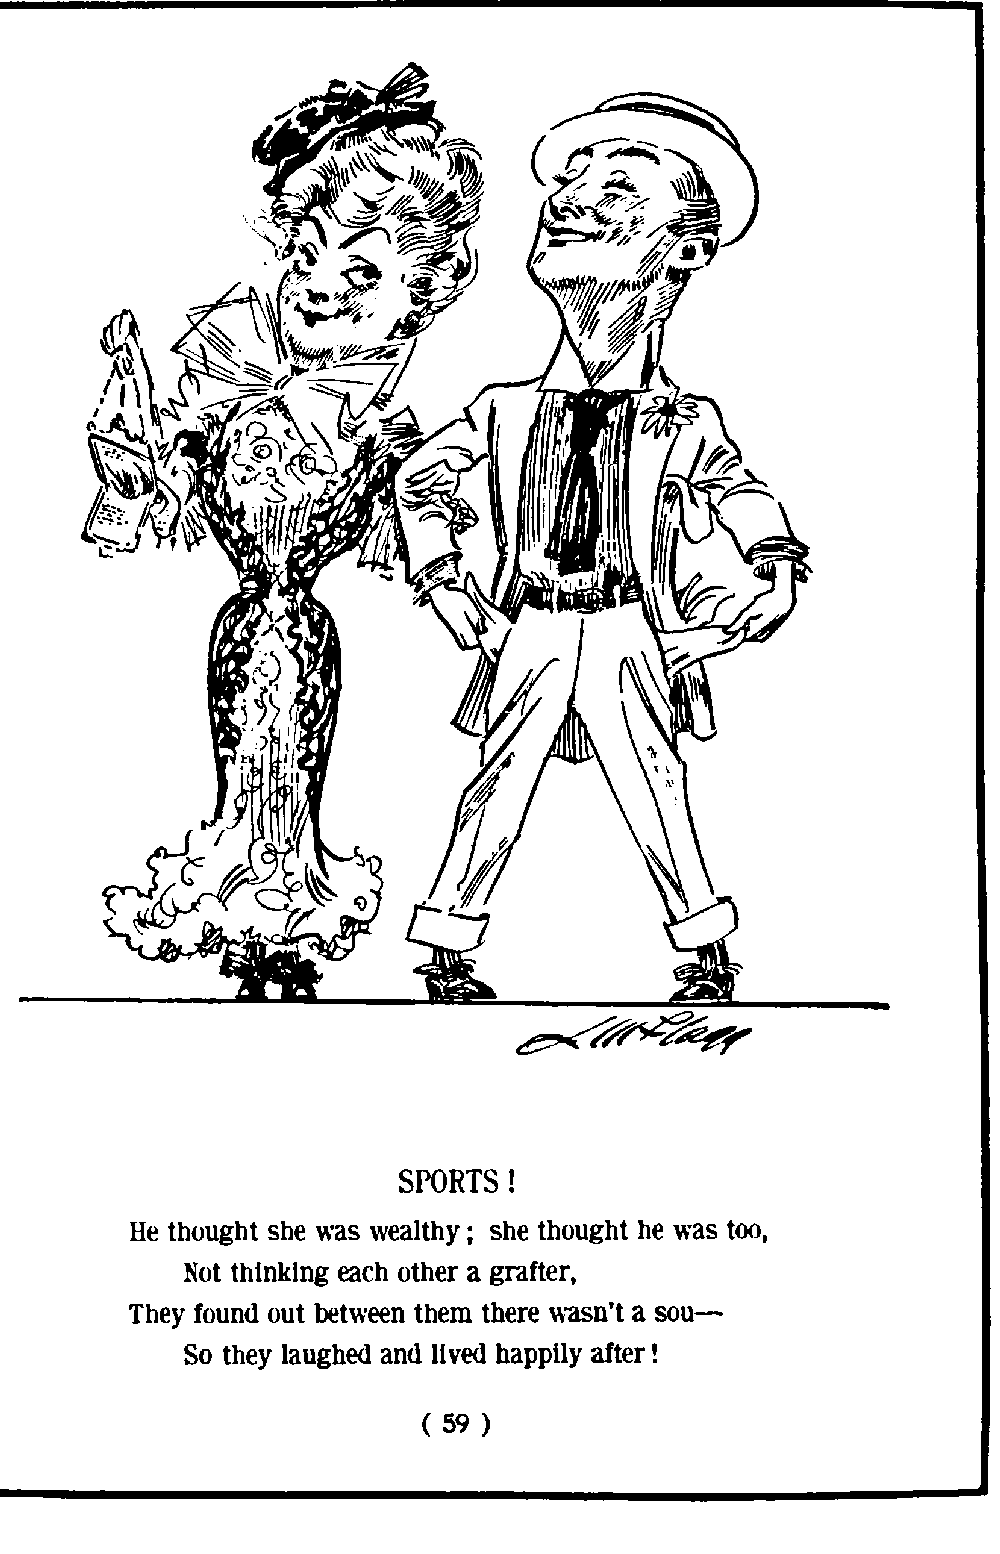 J M Flagg
SPORTS !
He thought she was wealthy ; she thought he was too,
Not thinking each other a grafter,
They found out between them there wasn't a sou—
So they laughed and lived happily after !
( 59 )